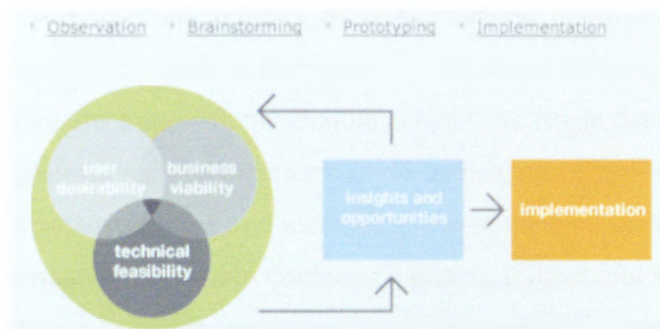 Observation Brainstorming Prototyping Implementation
user
desirability
business
viability
technical
feasibility
insights and
opportunities
implementation